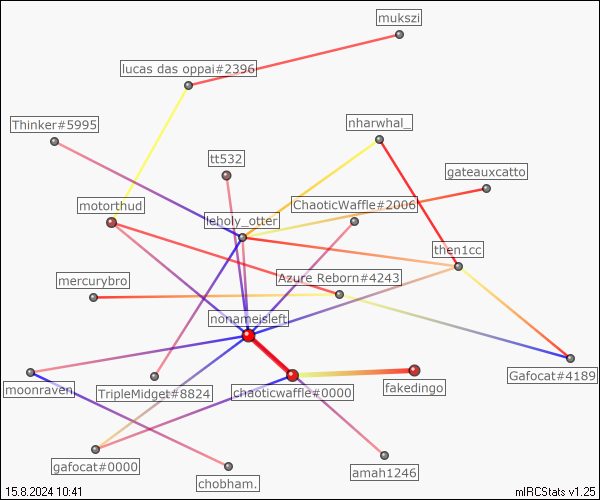 mukszi
lucas das oppai#2396
Thinker#5995
nharwhal_
tt532
gateauxcatto
motorthud
ChaoticWaffle#2006
leholy_otter
then1cc
mercurybro
Azure Reborn#4243
nonameisleft
moonraven
TripleMidget#8824
chaoticwaffle#0000
fakedingo
Gafocat#4189
gafocat#0000
chobham.
amah1246
15.8.2024 10:41
mIRCStats v1.25